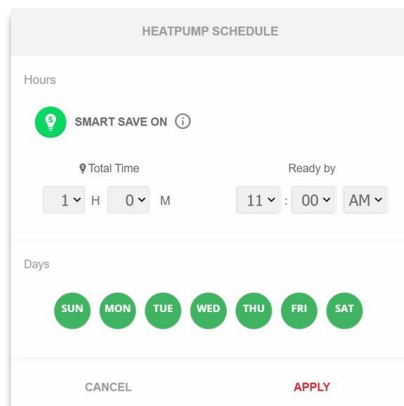 HEATPUMP SCHEDULE
Hours
SMART SAVE ON
Total Time Ready by
1 H 0 M 11 : 00 AM
Days
SUN MON TUE WED THU FRI SAT
CANCEL APPLY